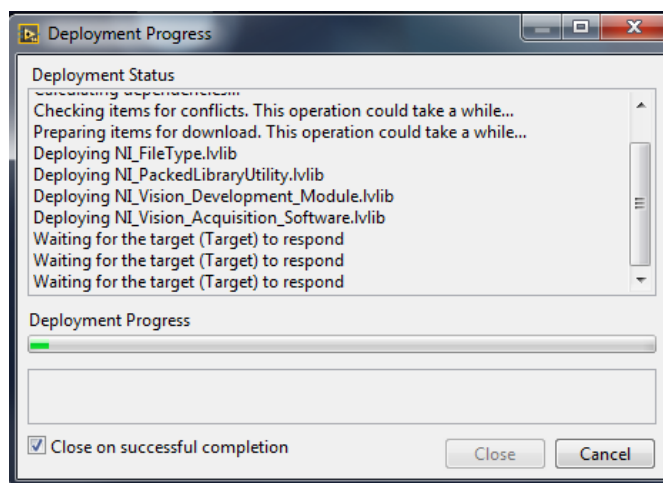 Deployment Progress
Deployment Status
Calculating dependencies...
Checking items for conflicts. This operation could take a while...
Preparing items for download. This operation could take a while...
Deploying NI_FileType.lvlib
Deploying NI_PackedLibraryUtility.lvlib
Deploying NI_Vision_Development_Module.lvlib
Deploying NI_Vision_Acquisition_Software.lvlib
Waiting for the target (Target) to respond
Waiting for the target (Target) to respond
Waiting for the target (Target) to respond
Deployment Progress
Close on successful completion
Close
Cancel